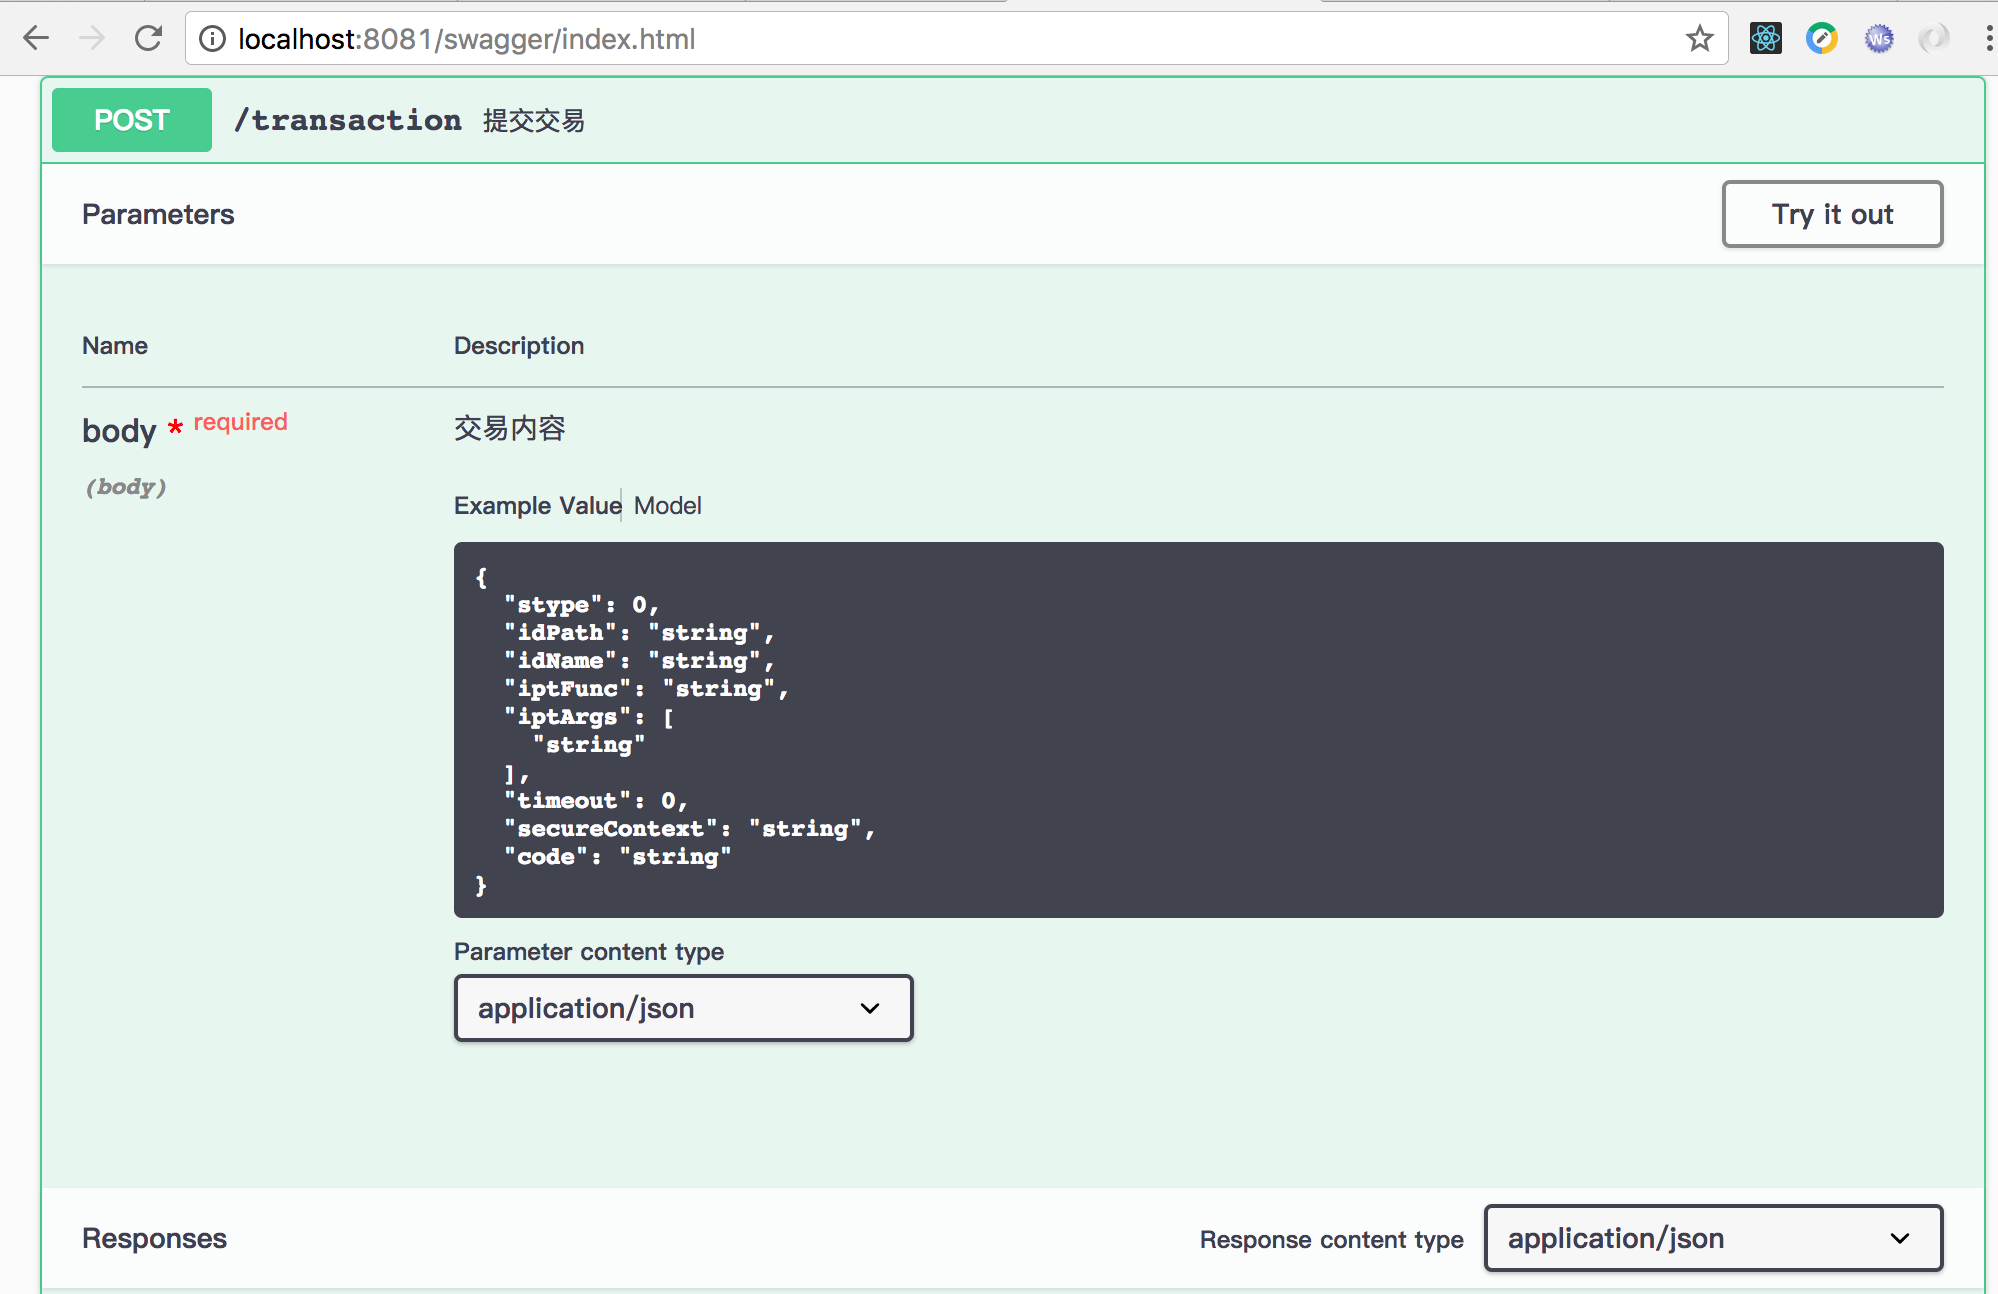 localhost:8081/swagger/index.html
Ws
POST /transaction 提交交易
Parameters Try it out
Name Description
body * required 交易内容
(body)
Example Value Model
{
"stype": 0,
"idPath": "string",
"idName": "string",
"iptFunc": "string",
"iptArgs": [
"string"
],
"timeout": 0,
"secureContext": "string",
"code": "string"
}
Parameter content type
application/json
Responses Response content type application/json